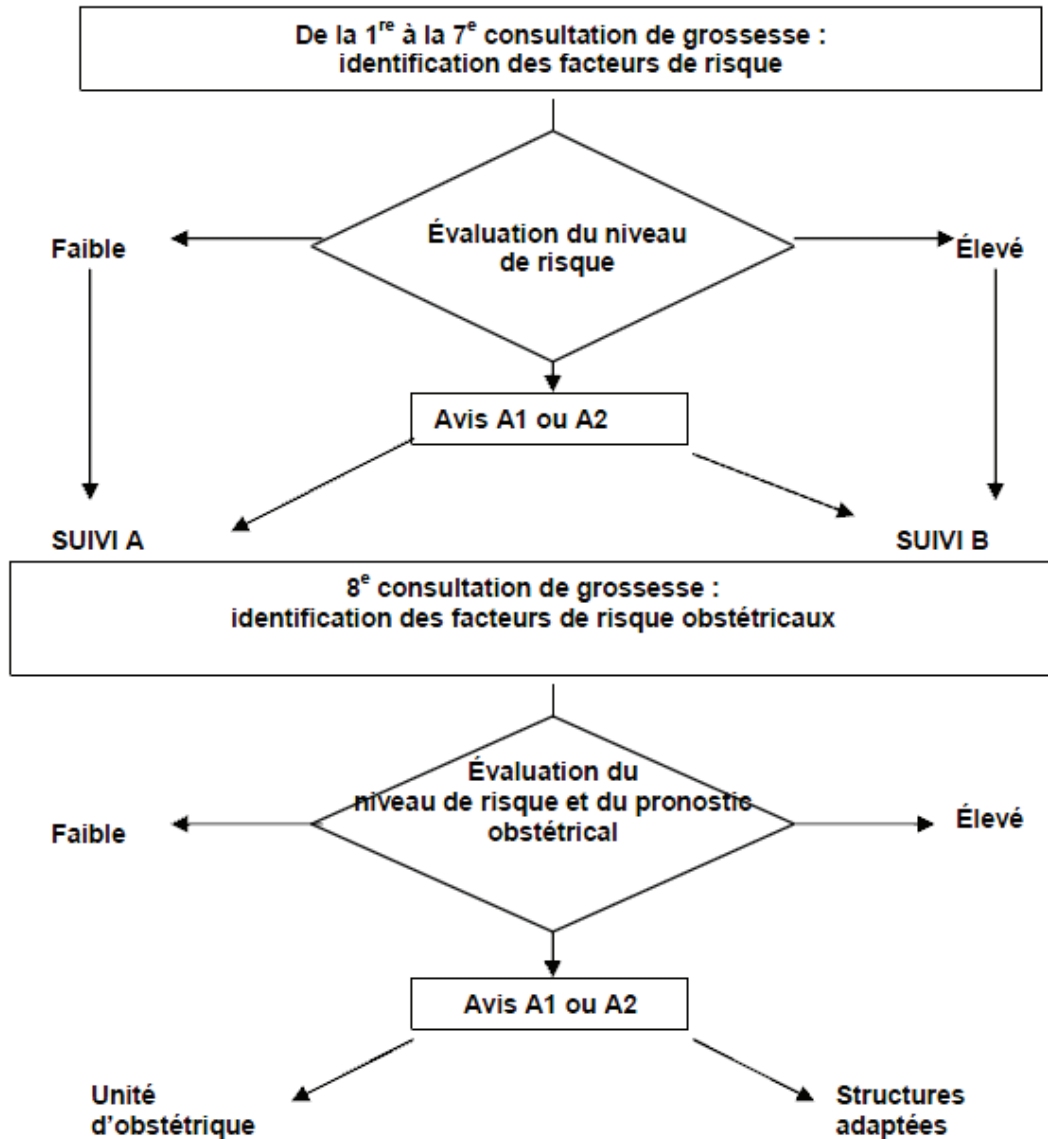 De la 1re à la 7e consultation de grossesse :
identification des facteurs de risque
Évaluation du niveau
de risque
Faible
Élevé
Avis A1 ou A2
SUIVI A
SUIVI B
8e consultation de grossesse :
identification des facteurs de risque obstétricaux
Évaluation du
niveau de risque et du pronostic
obstétrical
Faible
Élevé
Avis A1 ou A2
Unité
d’obstétrique
Structures
adaptées